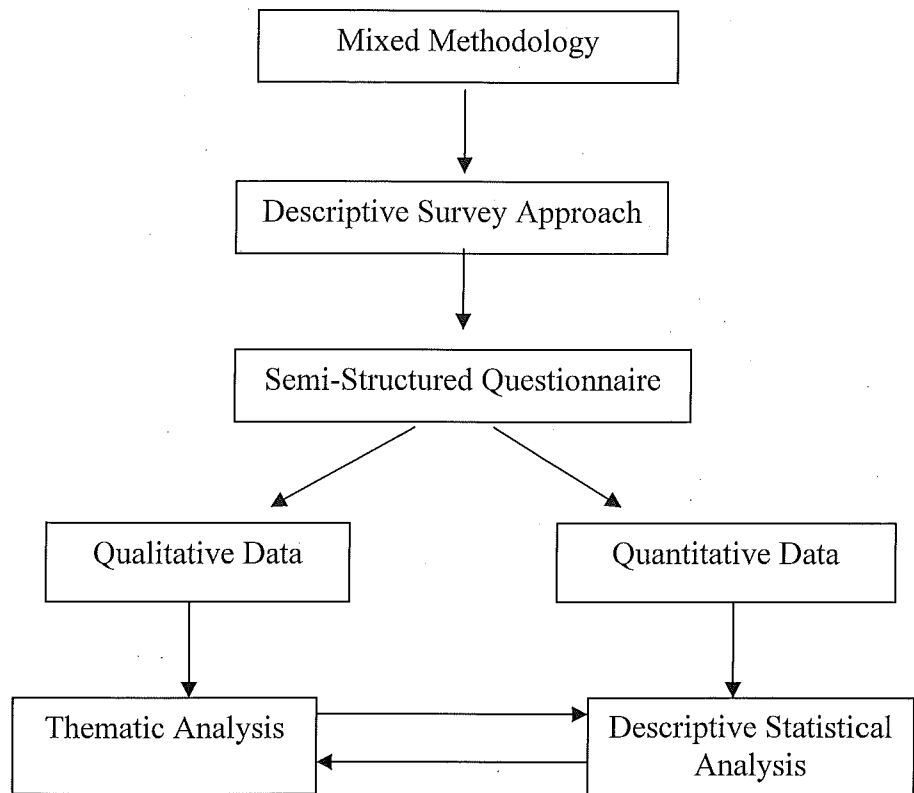 Mixed Methodology
Descriptive Survey Approach
Semi-Structured Questionnaire
Qualitative Data
Quantitative Data
Thematic Analysis
Descriptive Statistical
Analysis